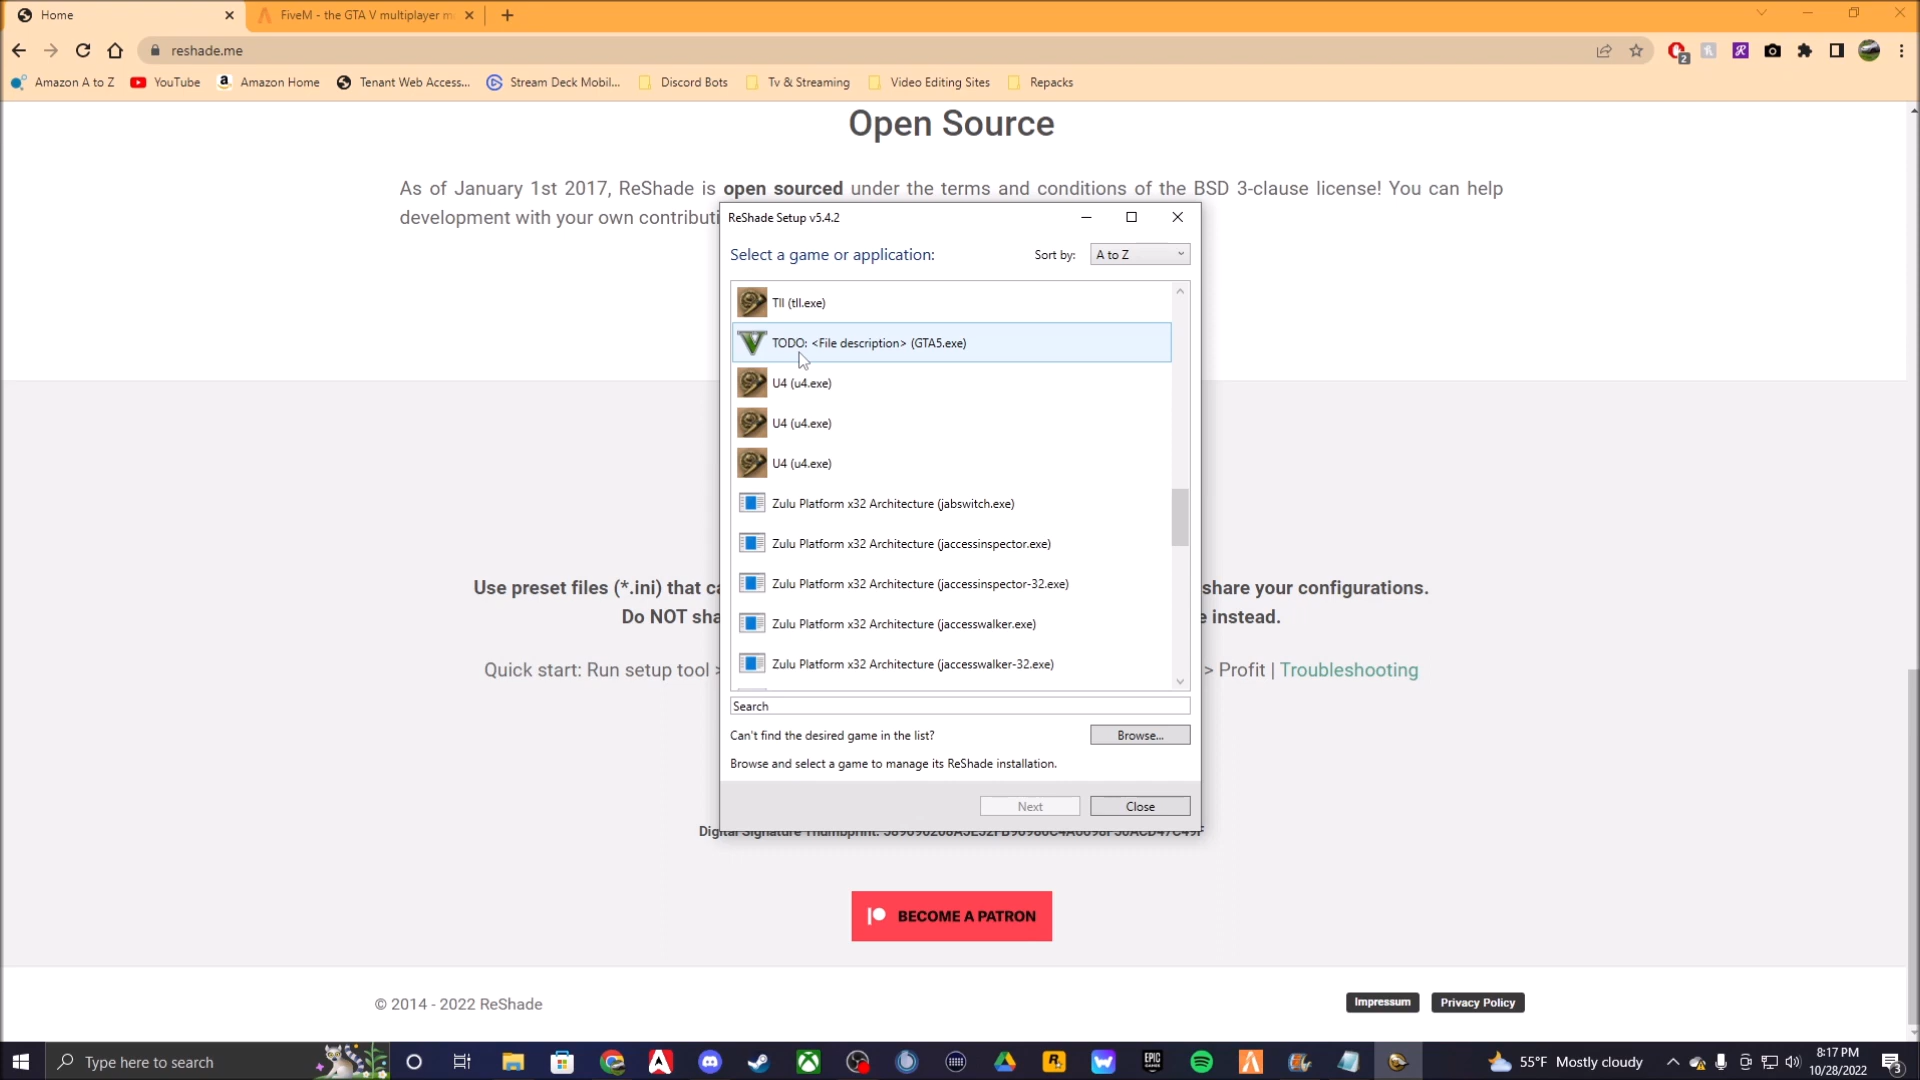 Home
FiveM - the GTA V multiplayer m
reshade.me
2
Amazon A to Z
YouTube
Amazon Home
Tenant Web Access...
Stream Deck Mobil...
Discord Bots
Tv & Streaming
Video Editing Sites
Repacks
Open Source
As of January 1st 2017, ReShade is open sourced under the terms and conditions of the BSD 3-clause license! You can help
development with your own contributi
ReShade Setup v5.4.2
Select a game or application:
Sort by:
A to Z
Tll (tll.exe)
TODO: <File description> (GTA5.exe)
U4 (u4.exe)
U4 (u4.exe)
U4 (u4.exe)
Zulu Platform x32 Architecture (jabswitch.exe)
Zulu Platform x32 Architecture (jaccessinspector.exe)
Zulu Platform x32 Architecture (jaccessinspector-32.exe)
Zulu Platform x32 Architecture (jaccesswalker.exe)
Zulu Platform x32 Architecture (jaccesswalker-32.exe)
Search
Can't find the desired game in the list?
Browse...
Browse and select a game to manage its ReShade installation.
Next
Close
Use preset files (*.ini) that ca
share your configurations.
Do NOT sha
e instead.
Quick start: Run setup tool >
> Profit | Troubleshooting
Digital Signature Thumbprint:
BECOME A PATRON
© 2014 - 2022 ReShade
Impressum
Privacy Policy
Type here to search
EPIC GAMES
55°F Mostly cloudy
8:17 PM
10/28/2022
3